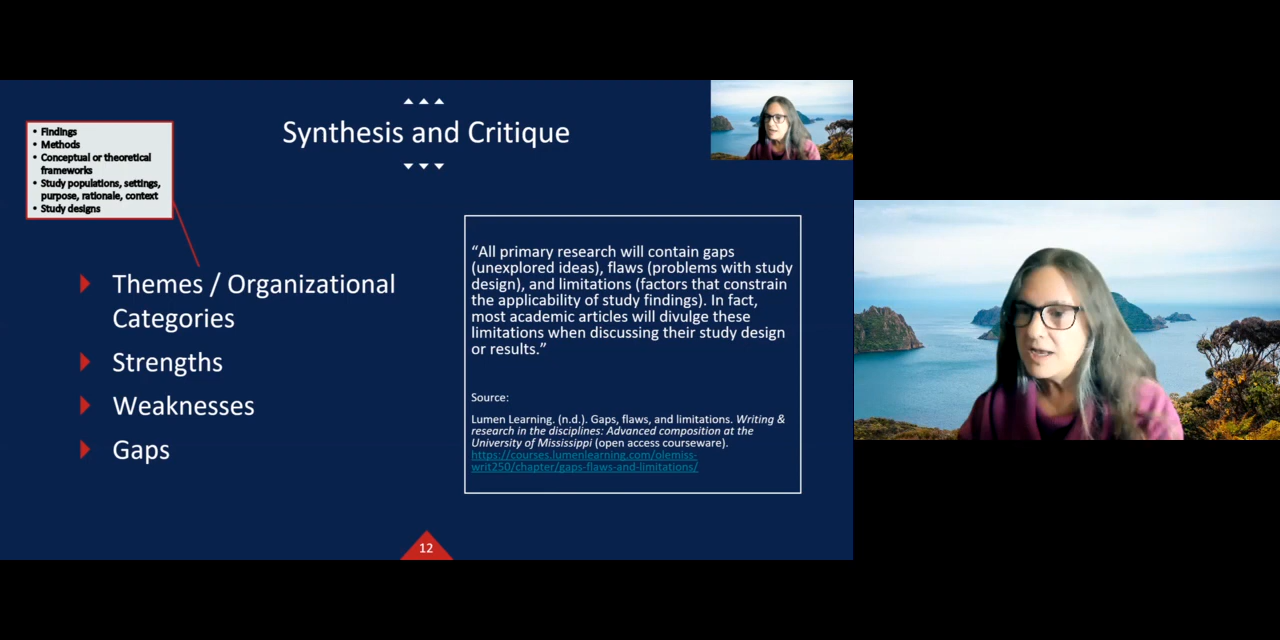 Synthesis and Critique
• Findings
• Methods
• Conceptual or theoretical
frameworks
• Study populations, settings,
purpose, rationale, context
• Study designs
Themes / Organizational
Categories
Strengths
Weaknesses
Gaps
“All primary research will contain gaps
(unexplored ideas), flaws (problems with study
design), and limitations (factors that constrain
the applicability of study findings). In fact,
most academic articles will divulge these
limitations when discussing their study design
or results.”
Source:
Lumen Learning. (n.d.). Gaps, flaws, and limitations. Writing &
research in the disciplines: Advanced composition at the
University of Mississippi (open access courseware).
https://courses.lumenlearning.com/olemiss-
writ250/chapter/gaps-flaws-and-limitations/
12